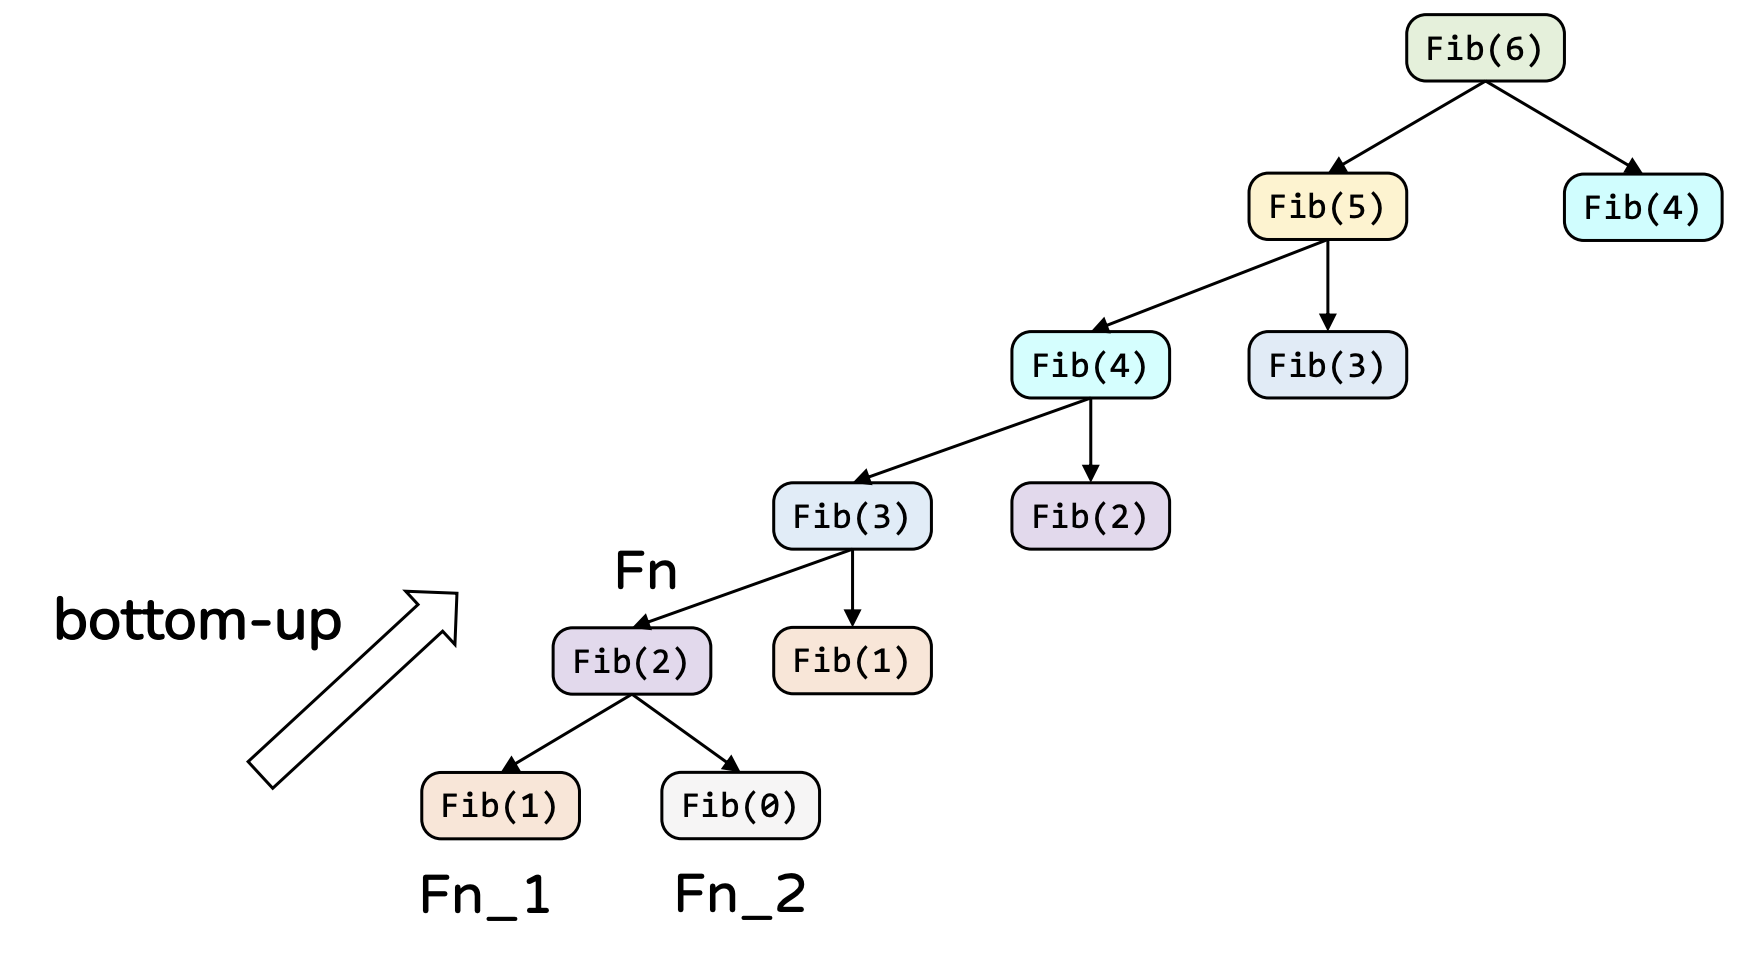 Fib(6)
Fib(5)
Fib(4)
Fib(4)
Fib(3)
Fib(3)
Fib(2)
Fn
bottom-up
Fib(2)
Fib(1)
Fib(1)
Fib(0)
Fn_1
Fn_2